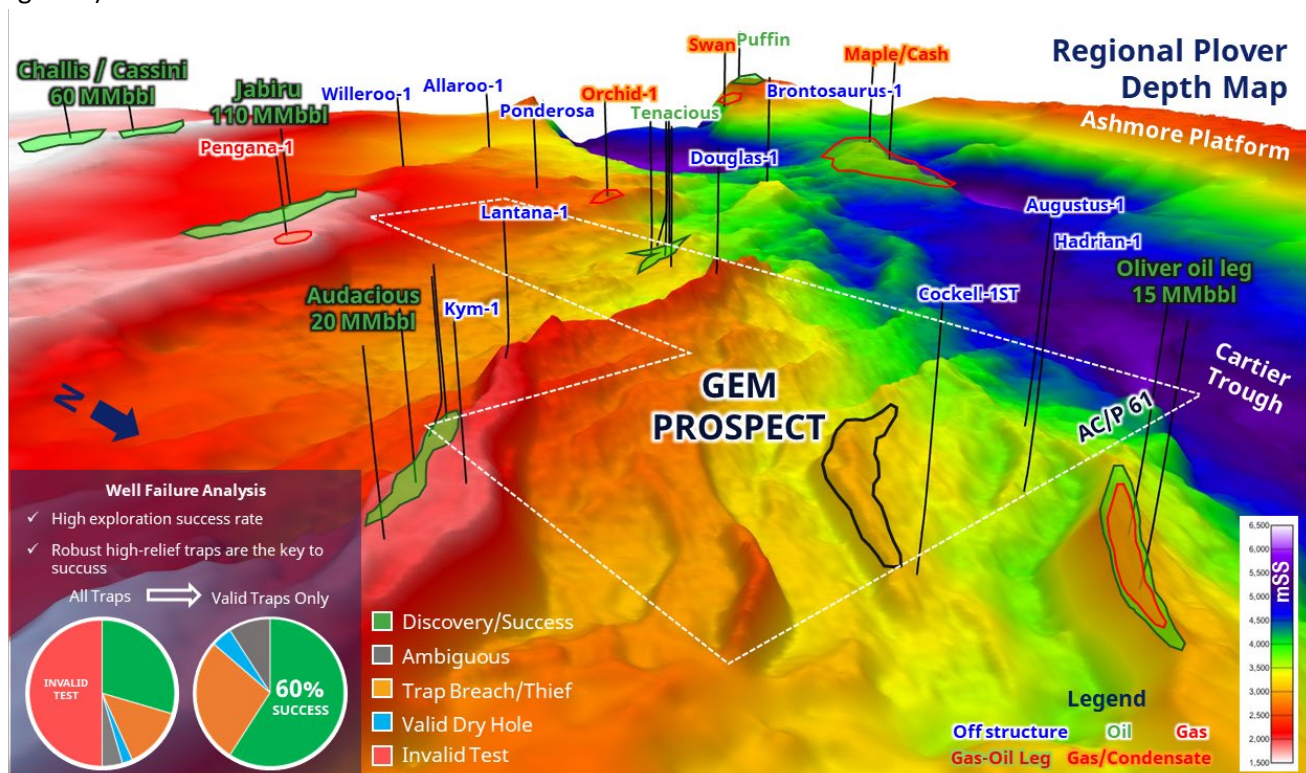 Regional Plover
Depth Map
Swan
Puffin
Maple/Cash
Challis / Cassini
60 MMbbl
Jabiru
110 MMbbl
Willeroo-1
Allaroo-1
Ponderosa
Orchid-1
Tenacious
Brontosaurus-1
Ashmore Platform
Pengana-1
Douglas-1
Lantana-1
Augustus-1
Hadrian-1
Oliver oil leg
15 MMbbl
Audacious
20 MMbbl
Kym-1
Cockell-1ST
Cartier
Trough
N
GEM
PROSPECT
AC/P 61
Well Failure Analysis
✓ High exploration success rate
✓ Robust high-relief traps are the key to
succuss
All Traps
Valid Traps Only
INVALID
TEST
60%
SUCCESS
Discovery/Success
Ambiguous
Trap Breach/Thief
Valid Dry Hole
Invalid Test
Legend
Off structure
Oil
Gas
Gas-Oil Leg
Gas/Condensate
6,500
6,000
5,500
5,000
4,500
4,000
3,500
3,000
2,500
2,000
1,500
mSS